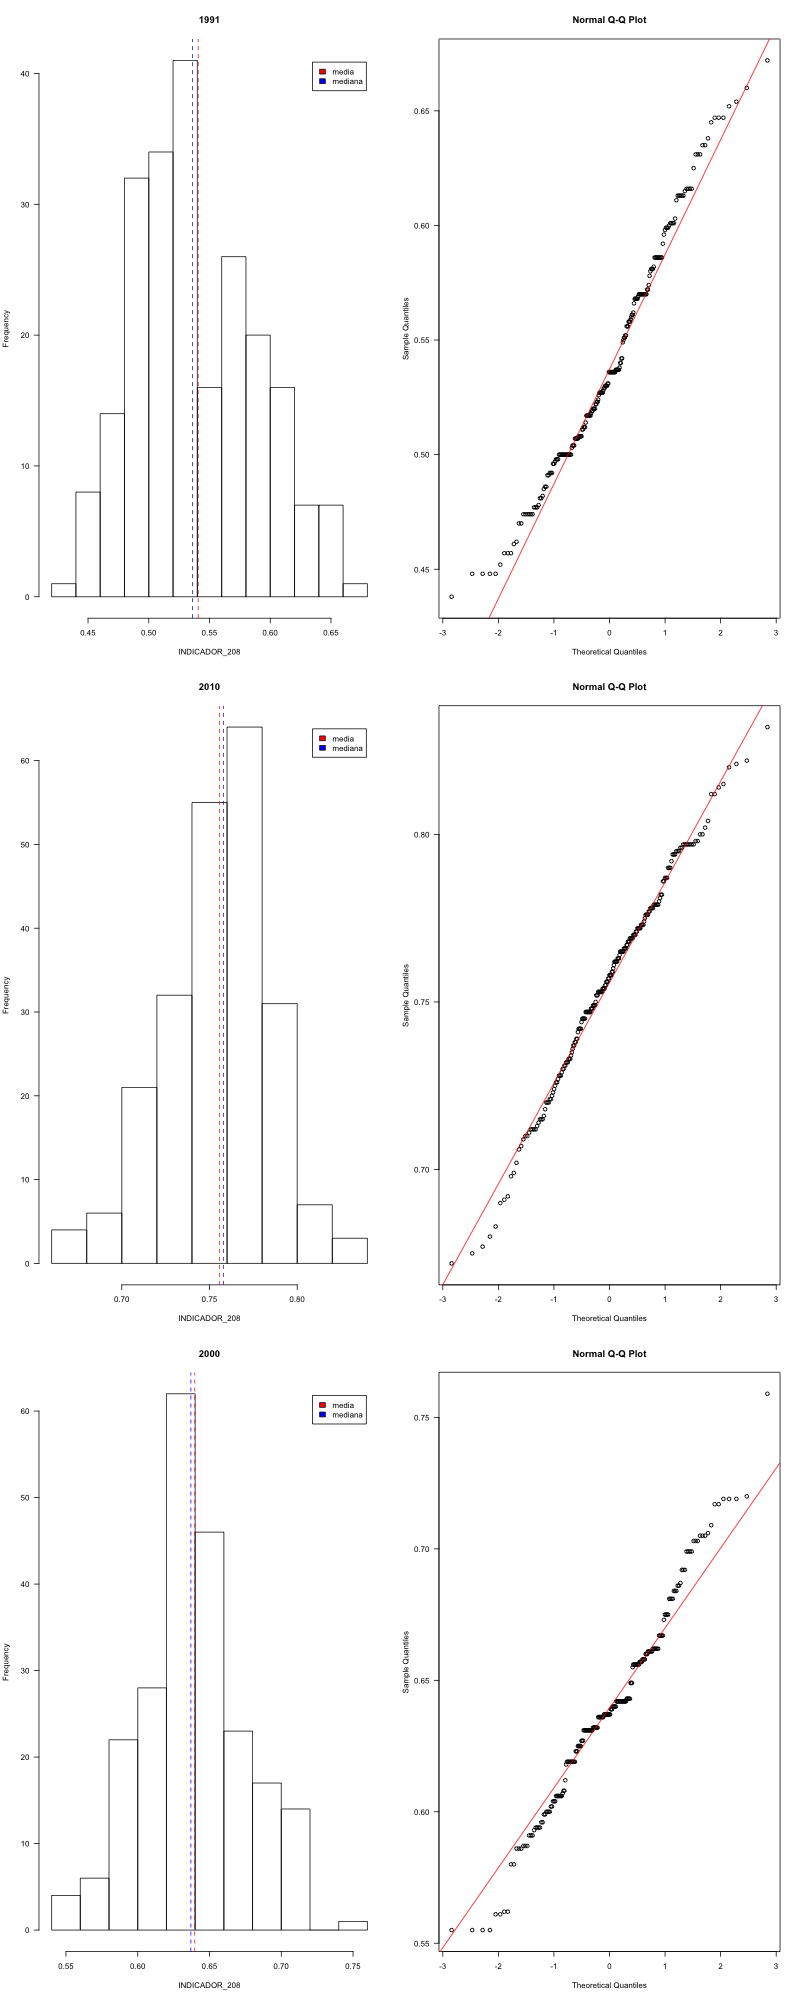 1991
Frequency
40
30
20
10
0
media
mediana
0.45 0.50 0.55 0.60 0.65
INDICADOR_208
Normal Q-Q Plot
Sample Quantiles
0.65
0.60
0.55
0.50
0.45
-3 -2 -1 0 1 2 3
Theoretical Quantiles
2010
Frequency
60
50
40
30
20
10
0
media
mediana
0.70 0.75 0.80
INDICADOR_208
Normal Q-Q Plot
Sample Quantiles
0.80
0.75
0.70
-3 -2 -1 0 1 2 3
Theoretical Quantiles
2000
Frequency
60
50
40
30
20
10
0
media
mediana
0.55 0.60 0.65 0.70 0.75
INDICADOR_208
Normal Q-Q Plot
Sample Quantiles
0.75
0.70
0.65
0.60
0.55
-3 -2 -1 0 1 2 3
Theoretical Quantiles